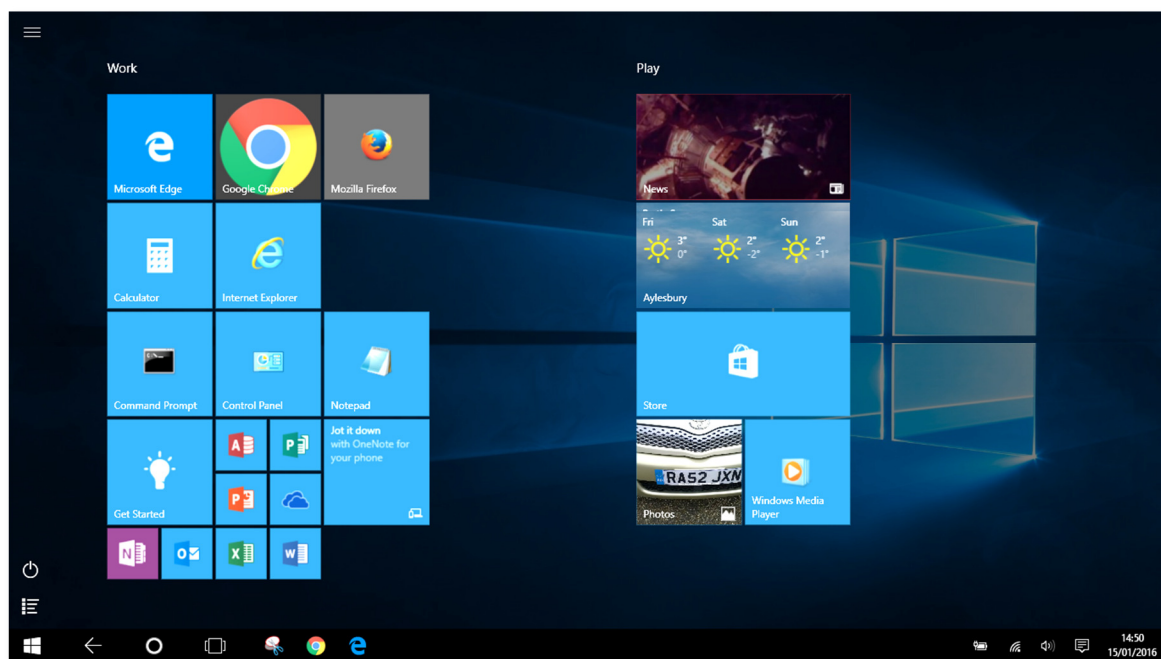 Work
Play
Microsoft Edge
Google Chrome
Mozilla Firefox
News
Fri
Sat
Sun
3°
0°
2°
-2°
2°
-1°
Calculator
Internet Explorer
Aylesbury
Command Prompt
Control Panel
Notepad
Store
Jot it down
with OneNote for
your phone
RA52 JXN
Get Started
Photos
Windows Media
Player
14:50
15/01/2016